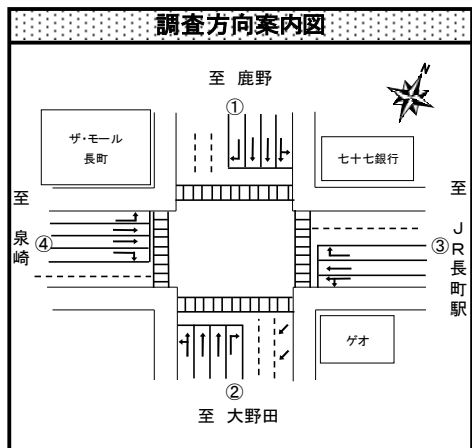 調査方向案内図
至 鹿野
①
N
ザ・モール
長町
七十七銀行
至 泉崎
④
至 JR長町駅
③
ゲオ
②
至 大野田